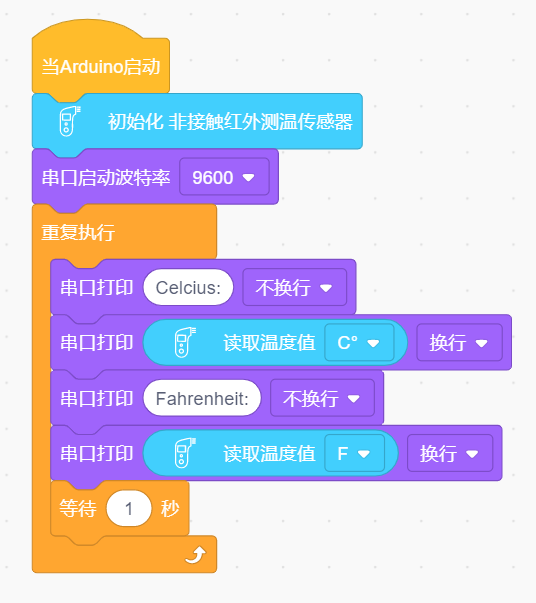 当Arduino启动
初始化 非接触红外测温传感器
串口启动波特率 9600
重复执行
串口打印 Celcius: 不换行
串口打印 读取温度值 C° 换行
串口打印 Fahrenheit: 不换行
串口打印 读取温度值 F 换行
等待 1 秒